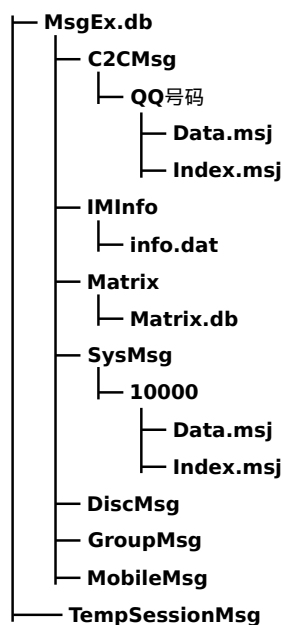 MsgEx.db
C2CMsg
QQ号码
Data.msj
Index.msj
IMInfo
info.dat
Matrix
Matrix.db
SysMsg
10000
Data.msj
Index.msj
DiscMsg
GroupMsg
MobileMsg
TempSessionMsg